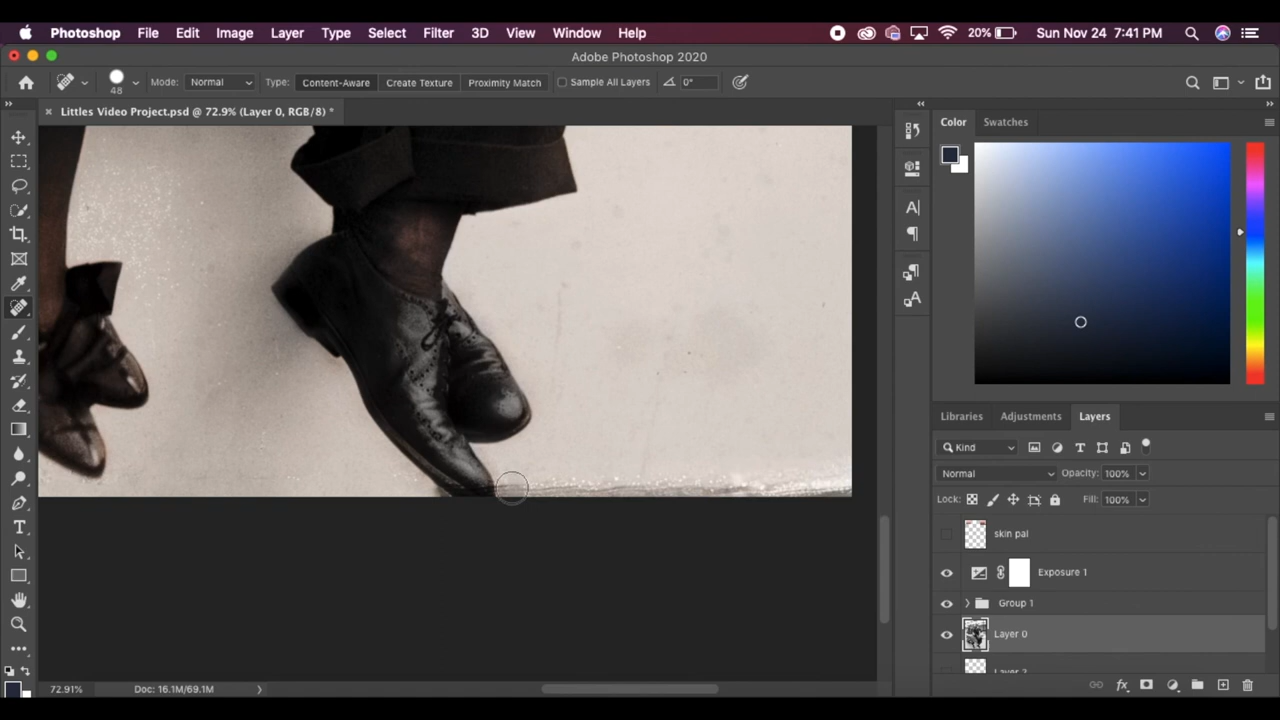 Photoshop File Edit Image Layer Type Select Filter 3D View Window Help 20% Sun Nov 24 7:41 PM
Adobe Photoshop 2020
48 Mode: Normal Type: Content-Aware Create Texture Proximity Match Sample All Layers 0°
Littles Video Project.psd @ 72.9% (Layer 0, RGB/8) *
Color Swatches
Libraries Adjustments Layers
Kind
Normal Opacity: 100%
Lock: Fill: 100%
skin pal
Exposure 1
Group 1
Layer 0
Layer 2
72.91% Doc: 16.1M/69.1M